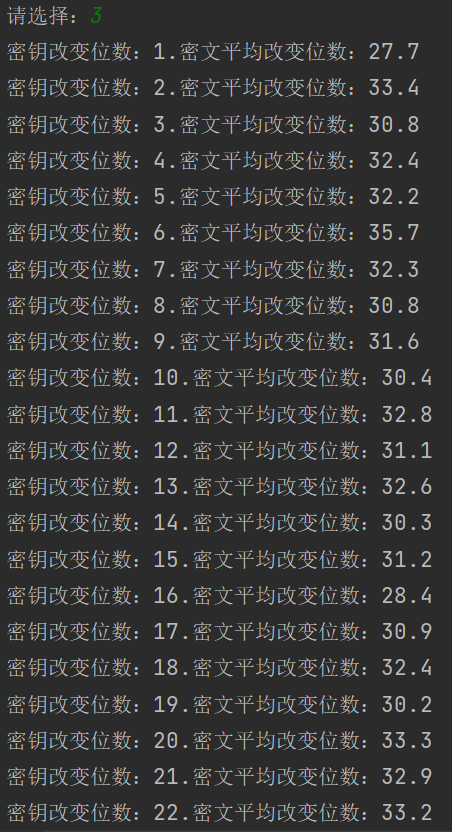 请选择：3
密钥改变位数：1.密文平均改变位数：27.7
密钥改变位数：2.密文平均改变位数：33.4
密钥改变位数：3.密文平均改变位数：30.8
密钥改变位数：4.密文平均改变位数：32.4
密钥改变位数：5.密文平均改变位数：32.2
密钥改变位数：6.密文平均改变位数：35.7
密钥改变位数：7.密文平均改变位数：32.3
密钥改变位数：8.密文平均改变位数：30.8
密钥改变位数：9.密文平均改变位数：31.6
密钥改变位数：10.密文平均改变位数：30.4
密钥改变位数：11.密文平均改变位数：32.8
密钥改变位数：12.密文平均改变位数：31.1
密钥改变位数：13.密文平均改变位数：32.6
密钥改变位数：14.密文平均改变位数：30.3
密钥改变位数：15.密文平均改变位数：31.2
密钥改变位数：16.密文平均改变位数：28.4
密钥改变位数：17.密文平均改变位数：30.9
密钥改变位数：18.密文平均改变位数：32.4
密钥改变位数：19.密文平均改变位数：30.2
密钥改变位数：20.密文平均改变位数：33.3
密钥改变位数：21.密文平均改变位数：32.9
密钥改变位数：22.密文平均改变位数：33.2